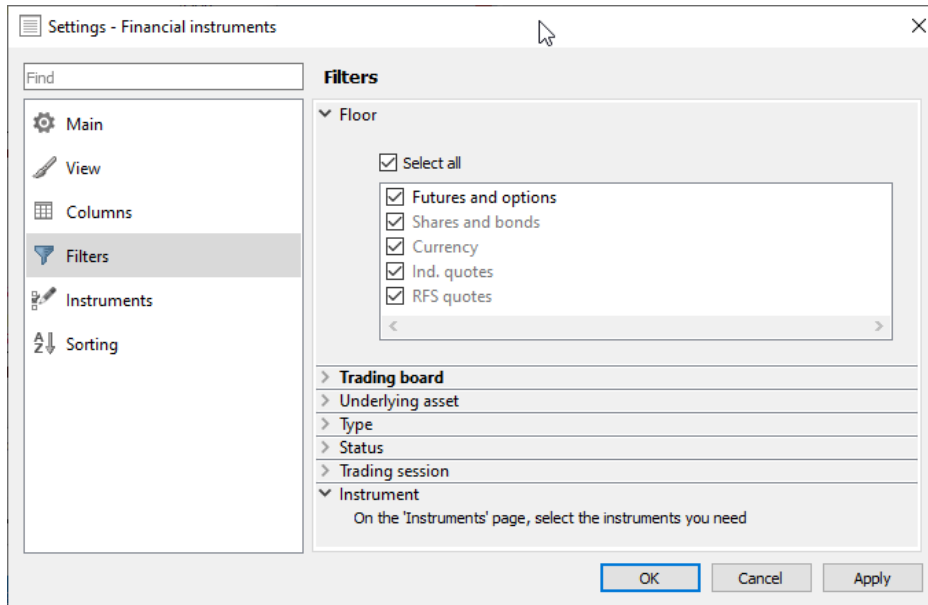 Settings - Financial instruments
Find
Main
View
Columns
Filters
Instruments
Sorting
Filters
Floor
Select all
Futures and options
Shares and bonds
Currency
Ind. quotes
RFS quotes
Trading board
Underlying asset
Type
Status
Trading session
Instrument
On the 'Instruments' page, select the instruments you need
OK Cancel Apply